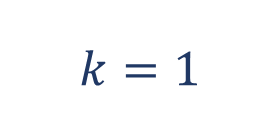 k = 1